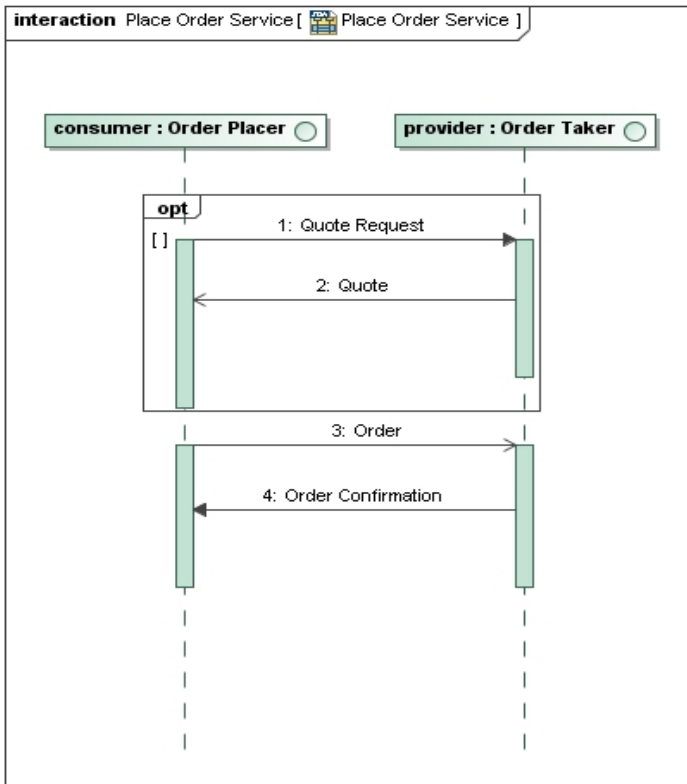 interaction Place Order Service[ Place Order Service ]
consumer : Order Placer
provider : Order Taker
opt
[ ]
1: Quote Request
2: Quote
3: Order
4: Order Confirmation